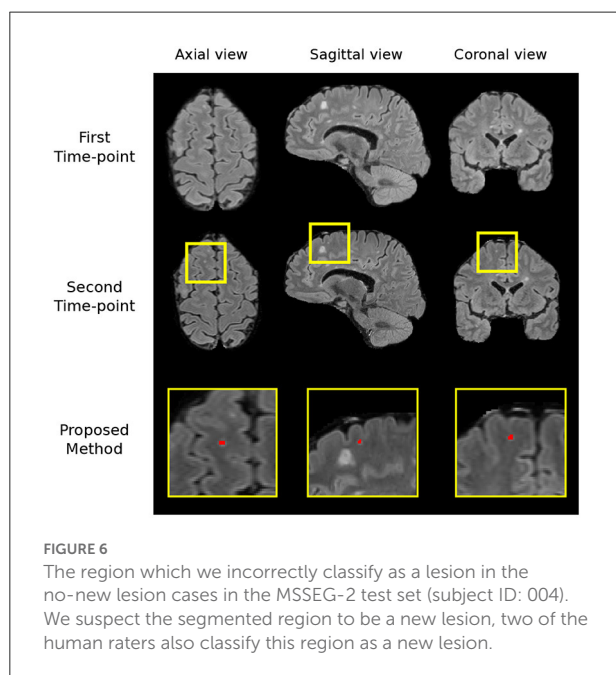 Axial view Sagittal view Coronal view
First
Time-point
Second
Time-point
Proposed
Method
FIGURE 6
The region which we incorrectly classify as a lesion in the
no-new lesion cases in the MSSEG-2 test set (subject ID: 004).
We suspect the segmented region to be a new lesion, two of the
human raters also classify this region as a new lesion.